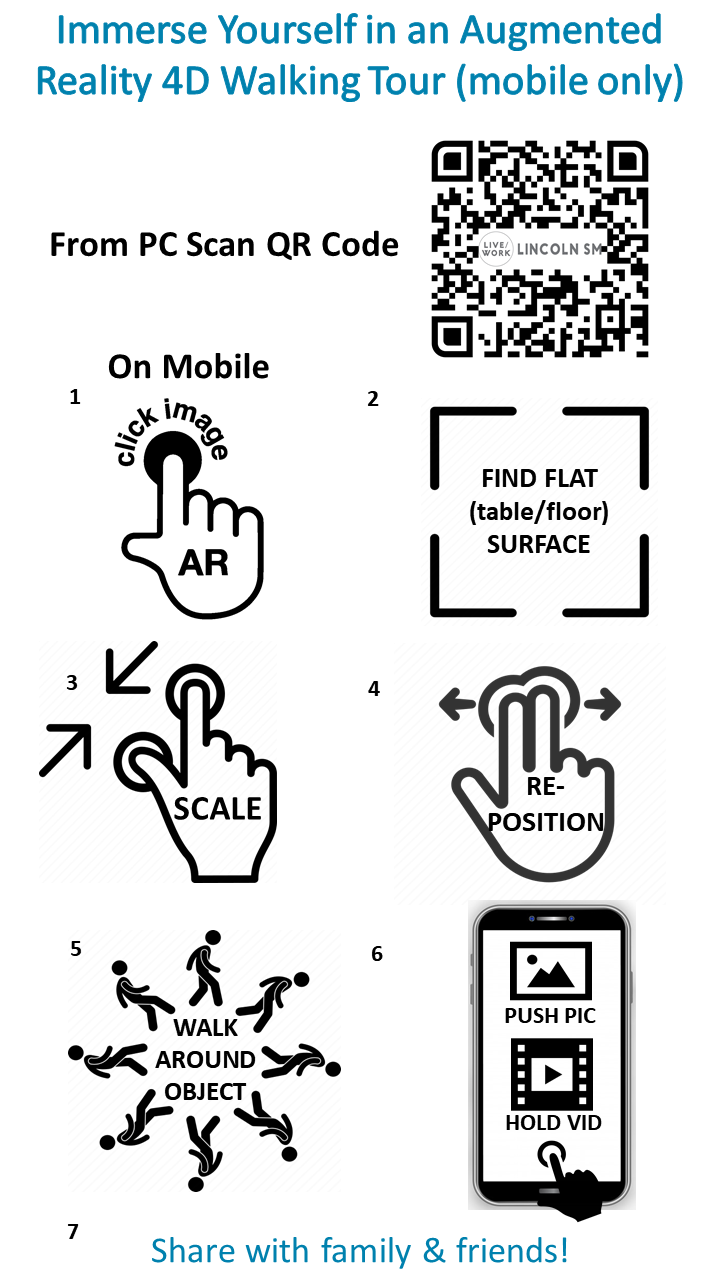 Immerse Yourself in an Augmented
Reality 4D Walking Tour (mobile only)
From PC Scan QR Code
LIVE/
WORK
LINCOLN SM
On Mobile
1
click image
AR
2
FIND FLAT
(table/floor)
SURFACE
3
SCALE
4
RE-
POSITION
5
WALK
AROUND
OBJECT
6
PUSH PIC
HOLD VID
7
Share with family & friends!